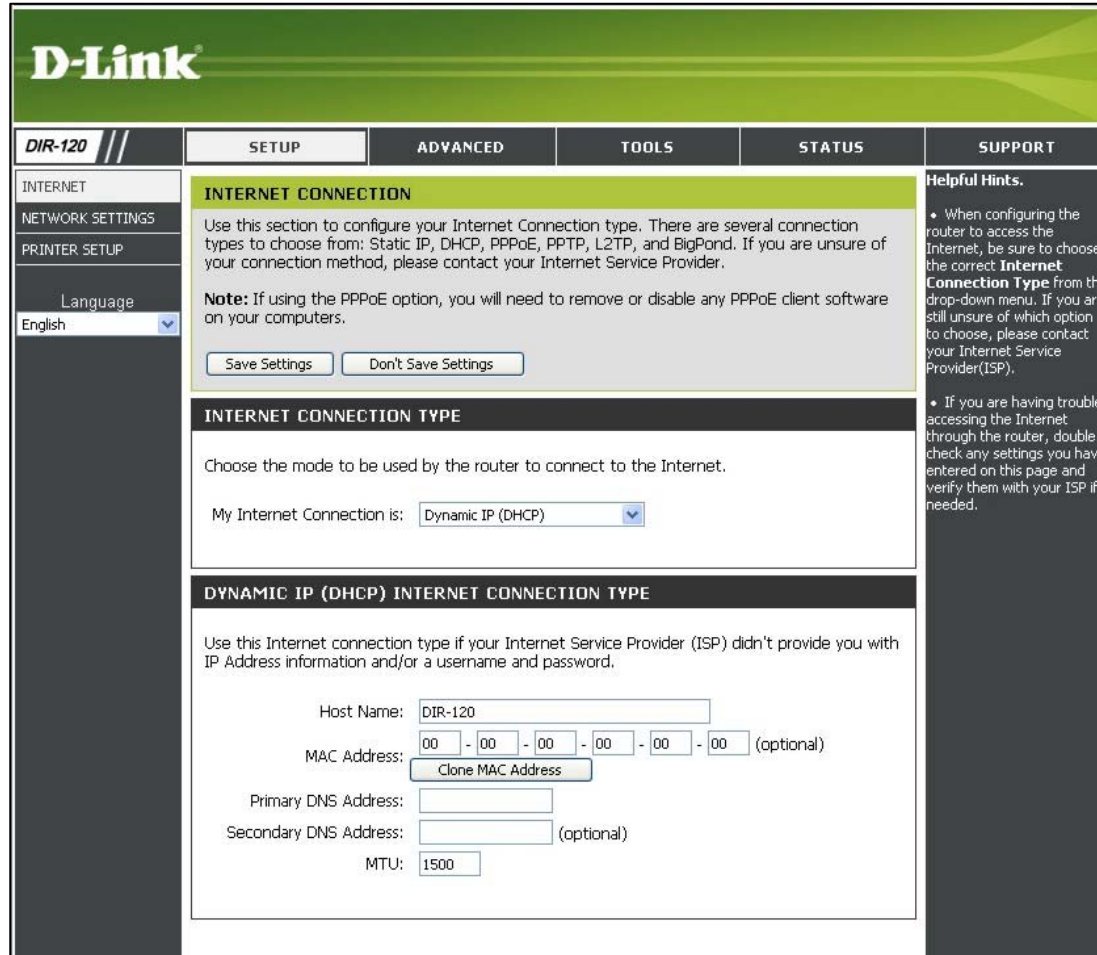 D-Link
DIR-120
SETUP
ADVANCED
TOOLS
STATUS
SUPPORT
INTERNET
NETWORK SETTINGS
PRINTER SETUP
Language
English
INTERNET CONNECTION
Use this section to configure your Internet Connection type. There are several connection
types to choose from: Static IP, DHCP, PPPoE, PPTP, L2TP, and BigPond. If you are unsure of
your connection method, please contact your Internet Service Provider.
Note: If using the PPPoE option, you will need to remove or disable any PPPoE client software
on your computers.
Save Settings
Don't Save Settings
INTERNET CONNECTION TYPE
Choose the mode to be used by the router to connect to the Internet.
My Internet Connection is: Dynamic IP (DHCP)
DYNAMIC IP (DHCP) INTERNET CONNECTION TYPE
Use this Internet connection type if your Internet Service Provider (ISP) didn't provide you with
IP Address information and/or a username and password.
Host Name: DIR-120
MAC Address: 00 - 00 - 00 - 00 - 00 - 00 (optional)
Clone MAC Address
Primary DNS Address:
Secondary DNS Address: (optional)
MTU: 1500
Helpful Hints.
• When configuring the
router to access the
Internet, be sure to choose
the correct Internet
Connection Type from th
drop-down menu. If you ar
still unsure of which option
to choose, please contact
your Internet Service
Provider(ISP).
• If you are having trouble
accessing the Internet
through the router, double
check any settings you hav
entered on this page and
verify them with your ISP if
needed.